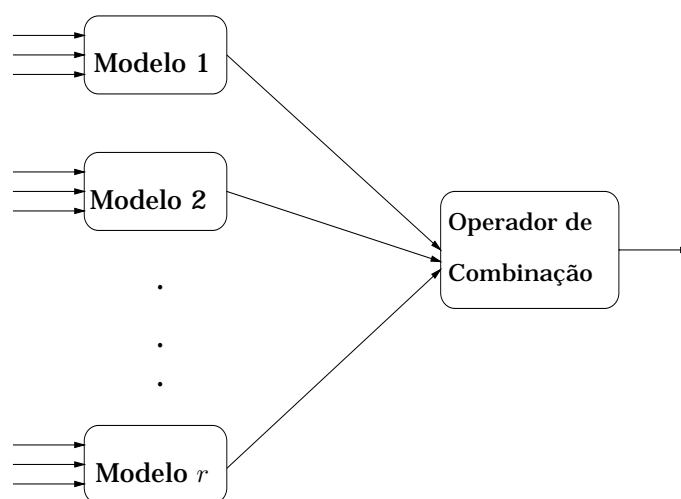 Modelo 1
Modelo 2
Operador de
Combinação
.
.
.
Modelo r